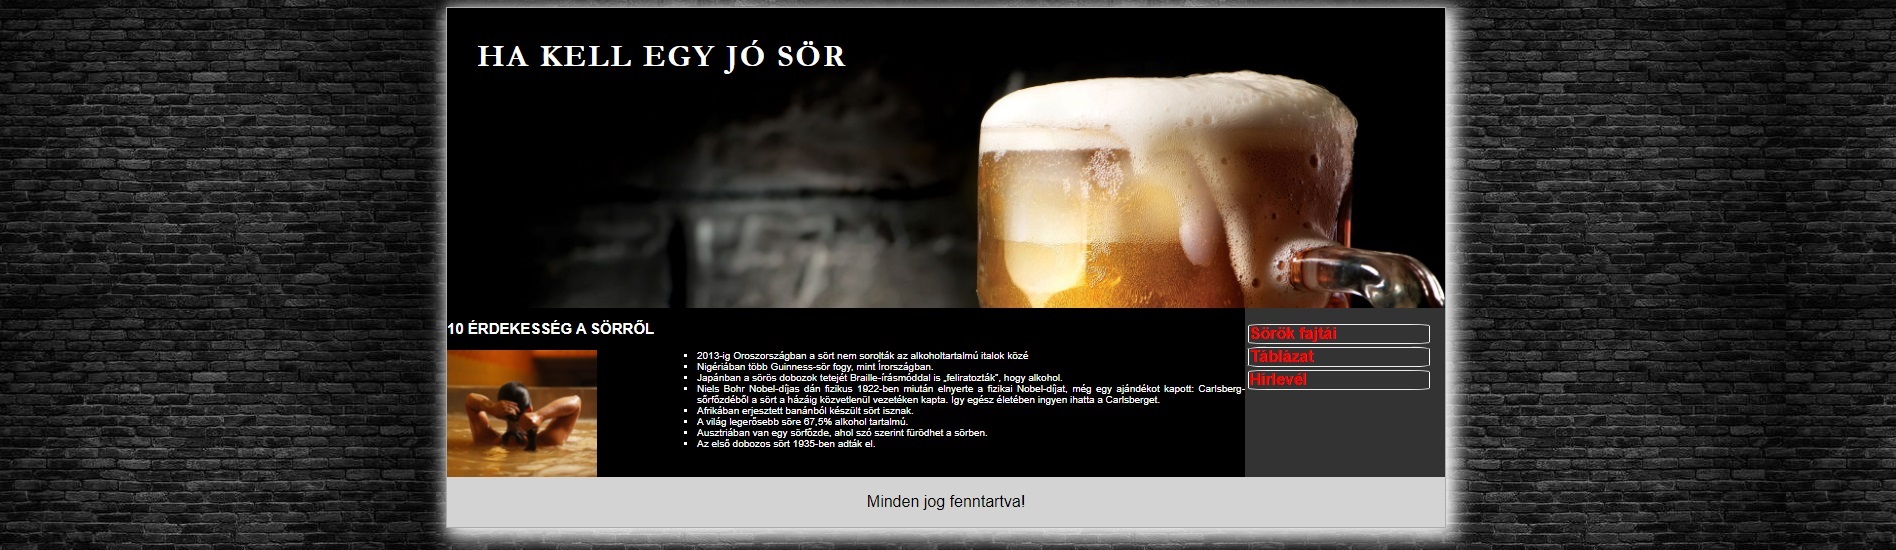 HA KELL EGY JÓ SÖR
10 ÉRDEKESSÉG A SÖRRŐL
2013-ig Oroszországban a sört nem sorolták az alkoholtartalmú italok közé
Nigériában több Guinness-sör fogy, mint Írországban.
Japánban a sörös dobozok tetejét Braille-írásmóddal is „feliratozták”, hogy alkohol.
Niels Bohr Nobel-díjas dán fizikus 1922-ben miután elnyerte a fizikai Nobel-díjat, még egy ajándékot kapott: Carlsberg-
sörfőzdéből a sört a házáig közvetlenül vezetéken kapta. Így egész életében ingyen ihatta a Carlsberget.
Afrikában erjesztett banánból készült sört isznak.
A világ legerősebb söre 67,5% alkohol tartalmú.
Ausztriában van egy sörfőzde, ahol szó szerint fürödhet a sörben.
Az első dobozos sört 1935-ben adták el.
Sörök fajtái
Táblázat
Hírlevél
Minden jog fenntartva!